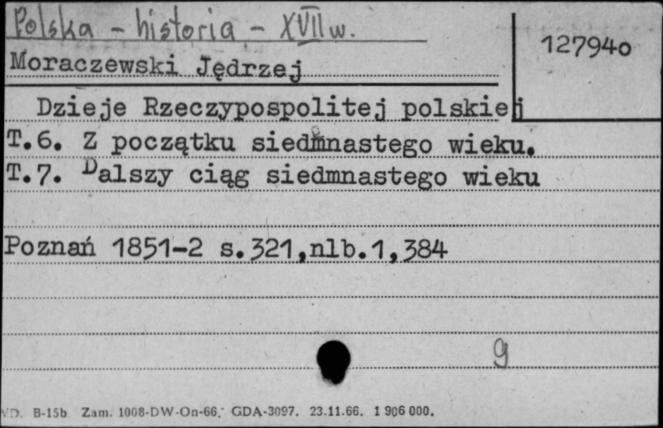 Polska - historia - XVII w.
127940
Moraczewski Jędrzej
Dzieje Rzeczypospolitej polskiej
T.6. Z początku siedmnastego wieku.
T.7. Dalszy ciąg siedmnastego wieku
Poznań 1851-2 s.321,nlb.1,384
g
VD. B-15b Zam. 1008-DW-On-66, GDA-3097. 23.11.66. 1 906 000.